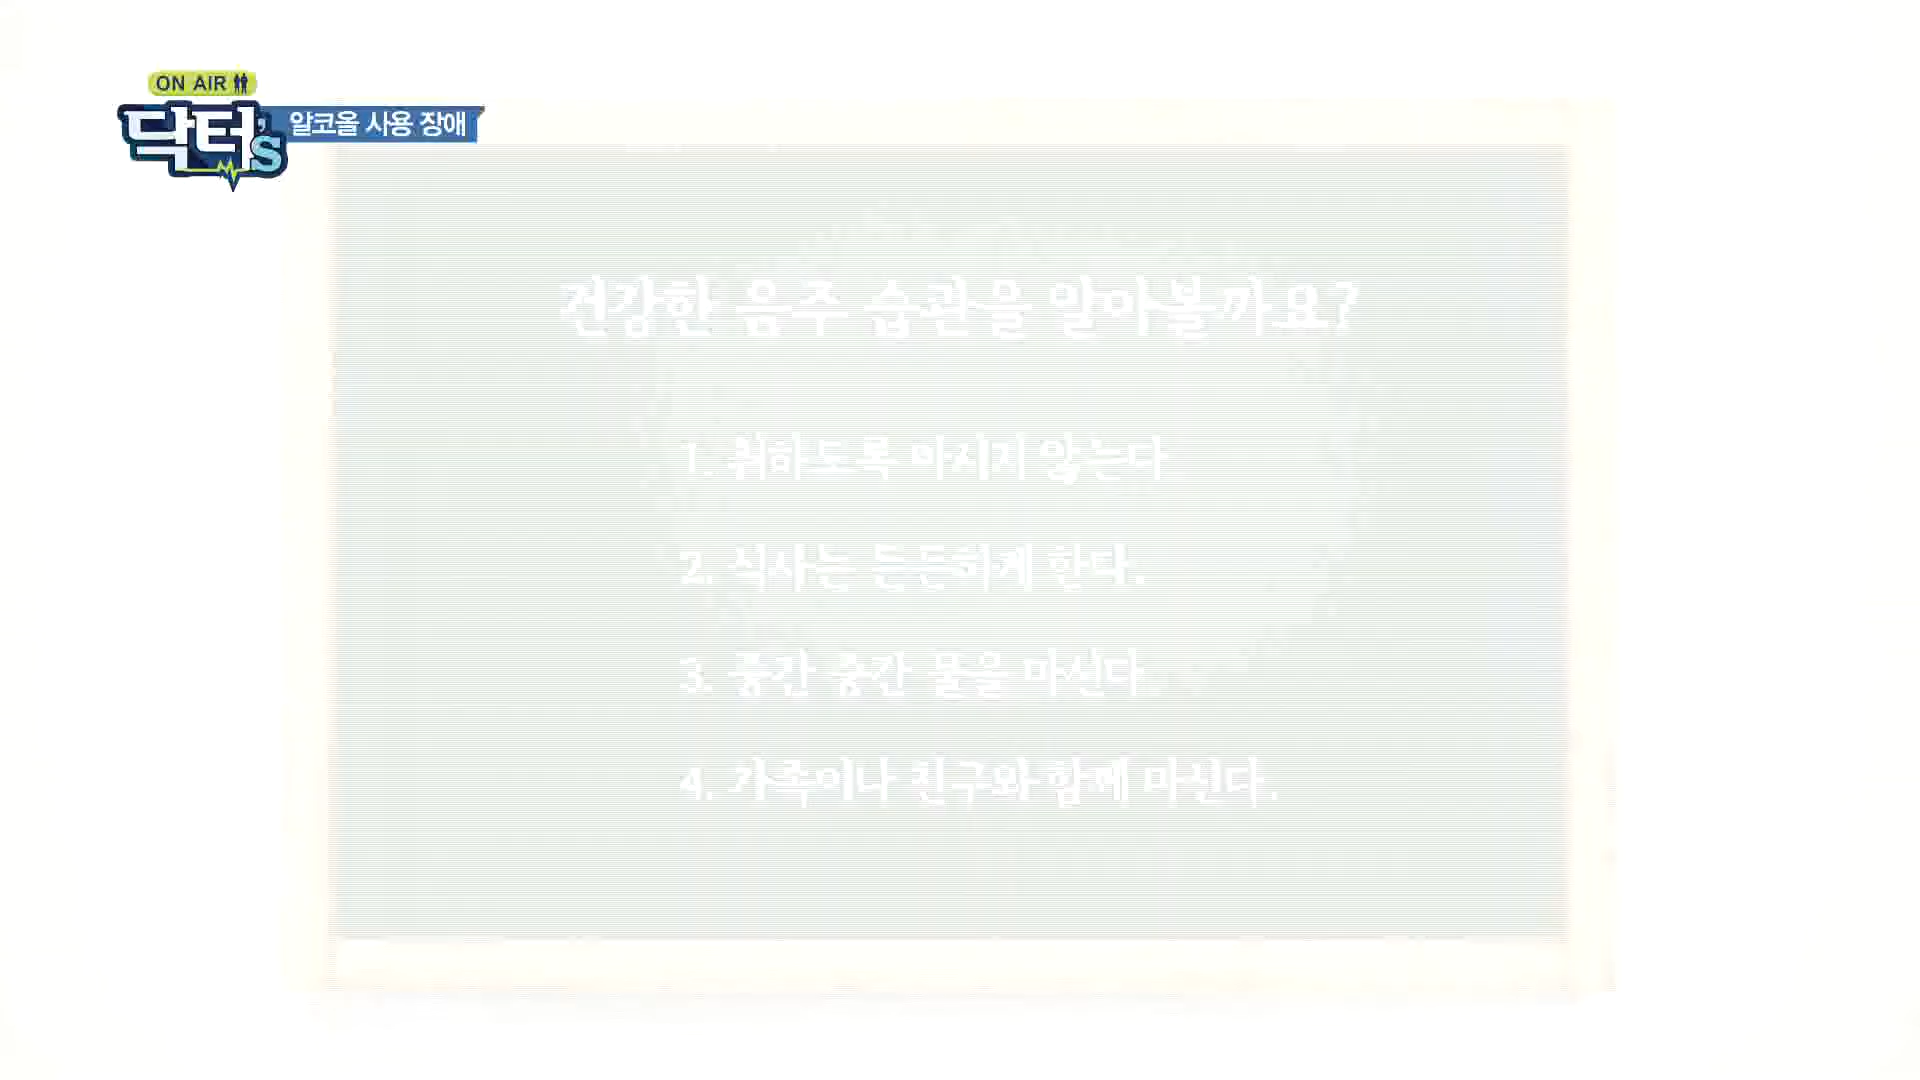 ON AIR
닥터's
알코올 사용 장애
건강한 음주 습관을 알아볼까요?
1. 취하도록 마시지 않는다.
2. 식사는 든든하게 한다.
3. 중간 중간 물을 마신다.
4. 가족이나 친구와 함께 마신다.